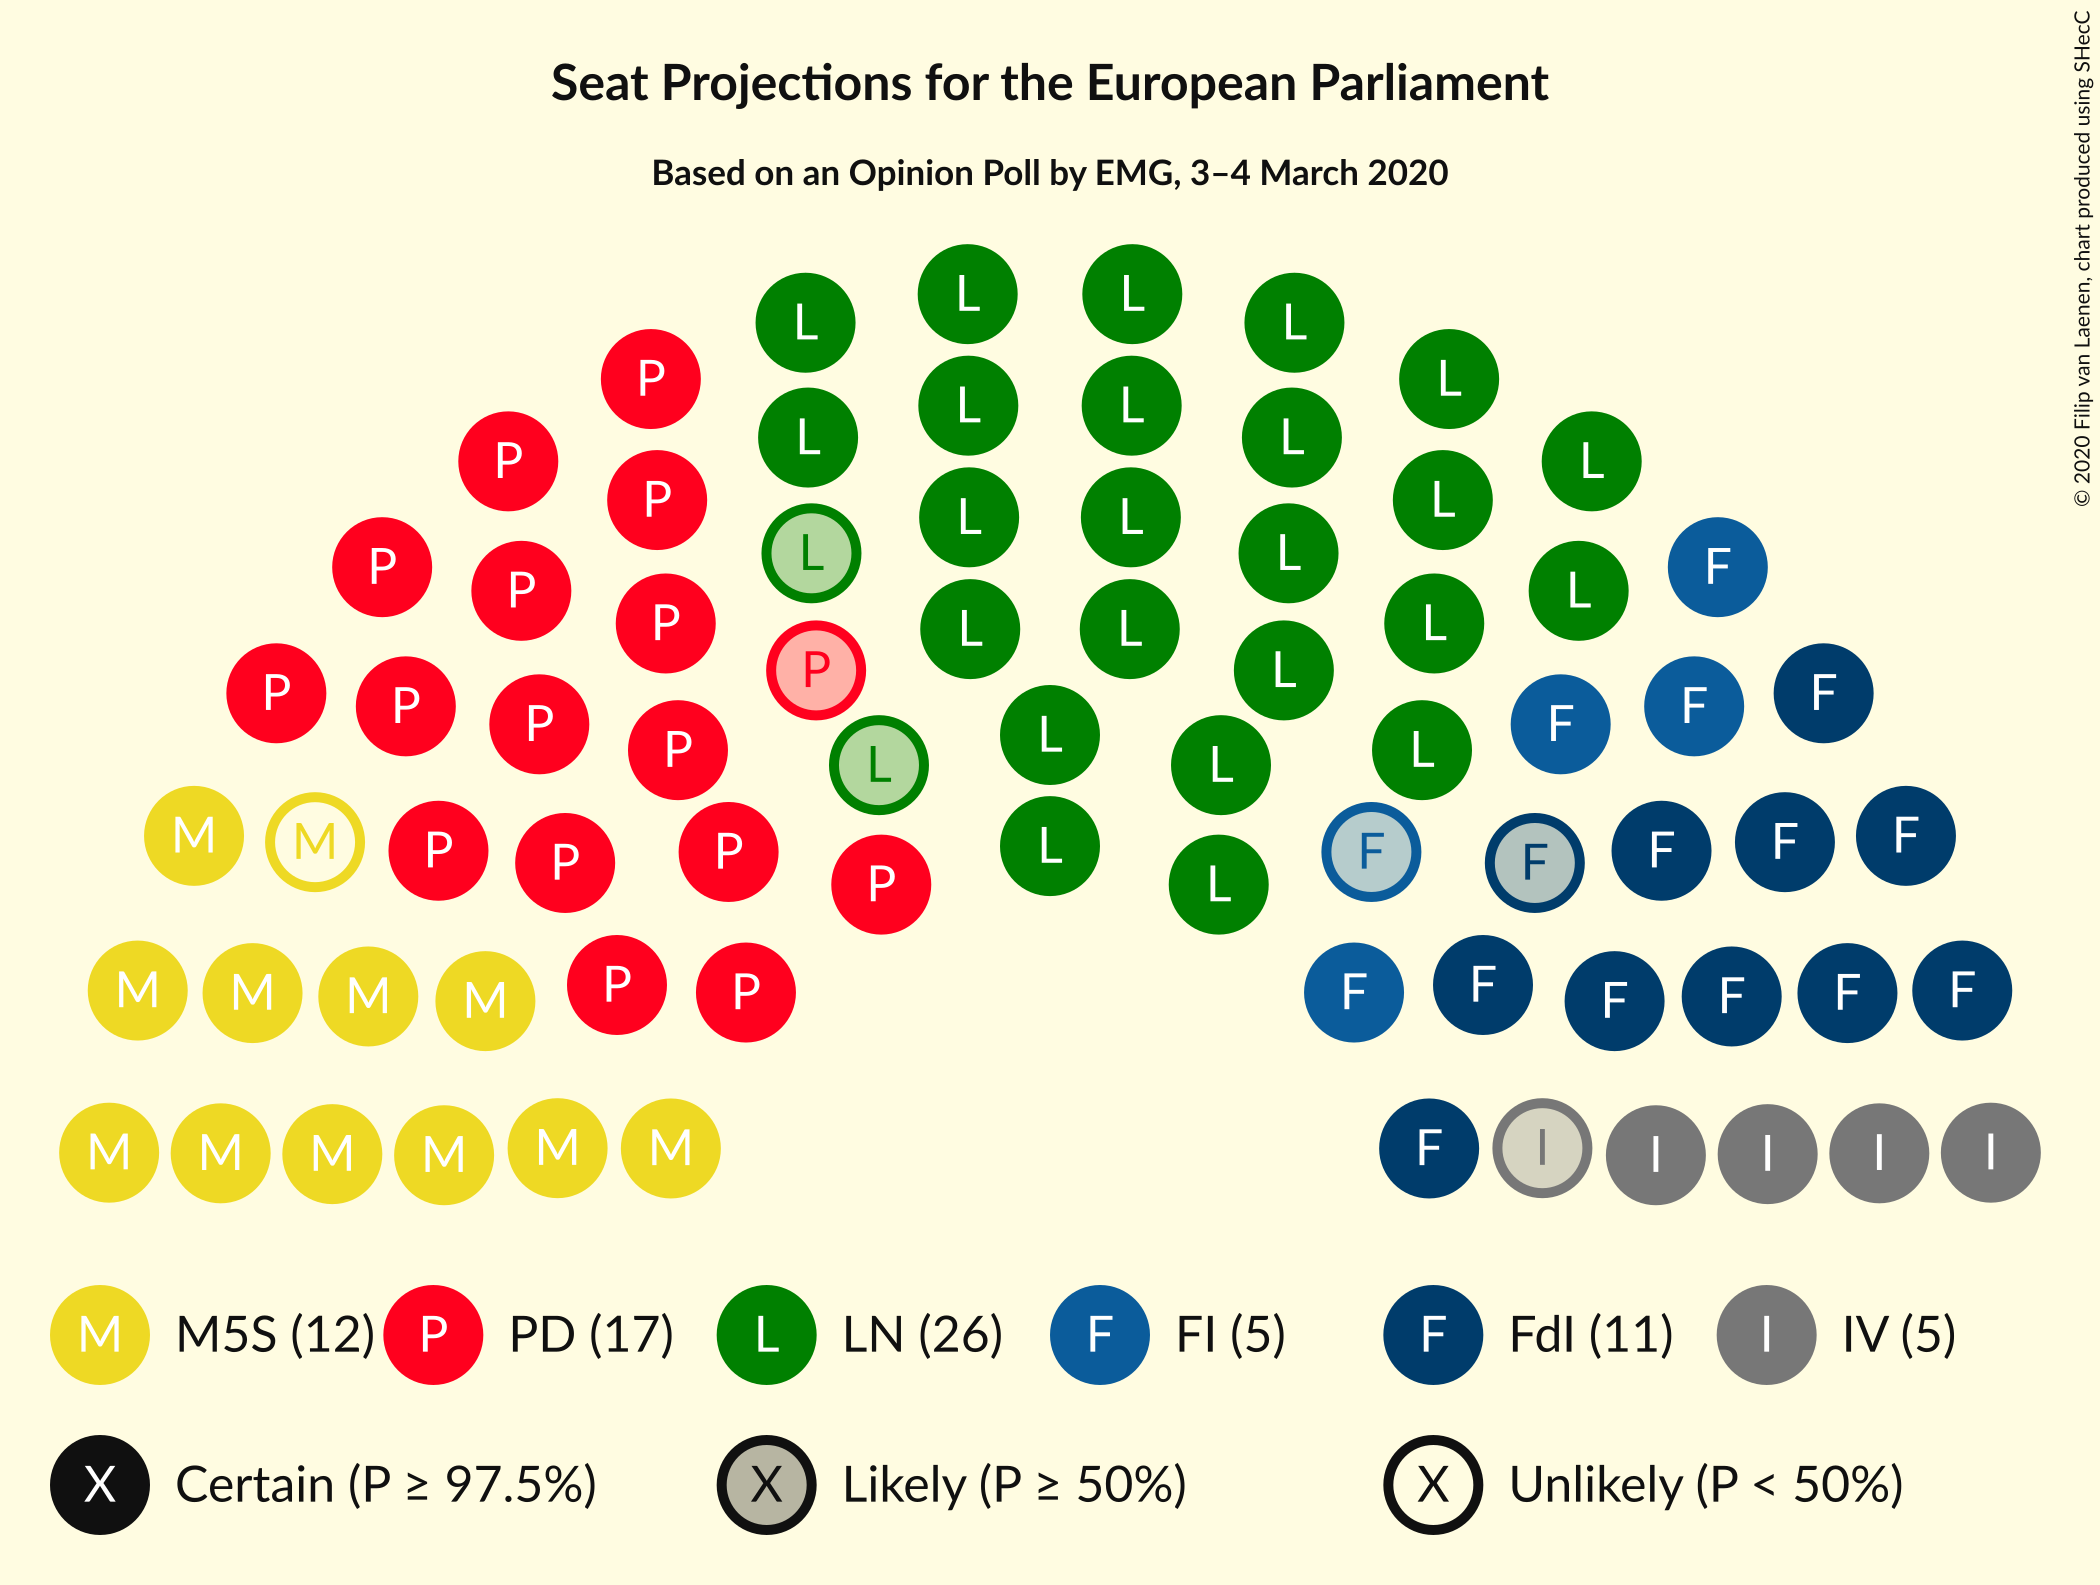 Seat Projections for the European Parliament
Based on an Opinion Poll by EMG, 3–4 March 2020
© 2020 Filip van Laenen, chart produced using SHecC
L L L L
P L
L L L L
P L
P L
L L L L
P F
P L
P L
L L
P L
P F
P P F F
P P F
L
L L
M M P P P L P F F F F F
P L
M M M M P P F F F F F F
M M M M M M F I I I I I
M M5S (12) P PD (17) L LN (26) F FI (5) F FdI (11) I IV (5)
X Certain (P ≥ 97.5%) X Likely (P ≥ 50%) X Unlikely (P < 50%)